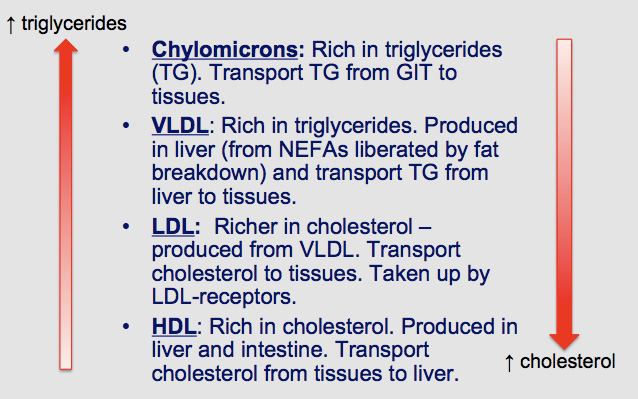 ↑ triglycerides
• Chylomicrons: Rich in triglycerides
(TG). Transport TG from GIT to
tissues.
• VLDL: Rich in triglycerides. Produced
in liver (from NEFAs liberated by fat
breakdown) and transport TG from
liver to tissues.
• LDL:  Richer in cholesterol –
produced from VLDL. Transport
cholesterol to tissues. Taken up by
LDL-receptors.
• HDL: Rich in cholesterol. Produced in
liver and intestine. Transport
cholesterol from tissues to liver.
↑ cholesterol